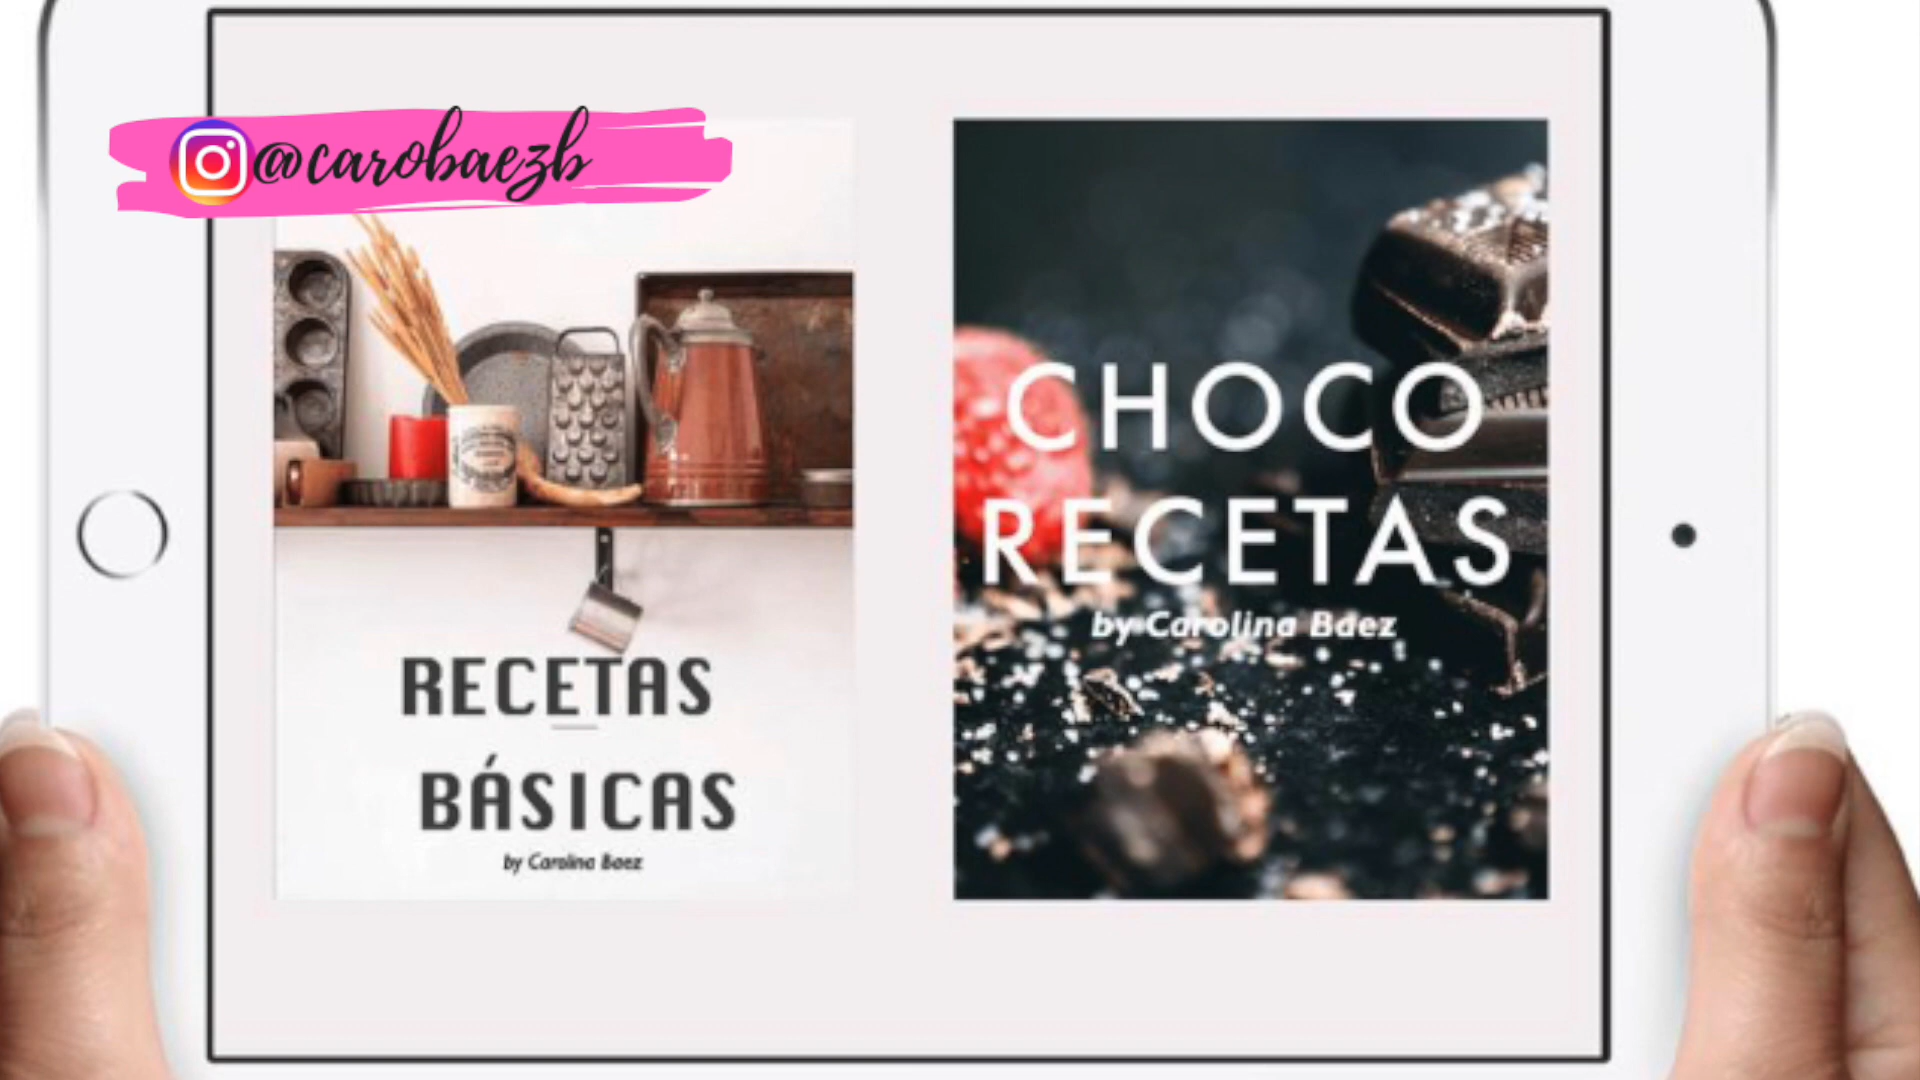 @carobaezb
RECETAS
BÁSICAS
by Carolina Baez
CHOCO
RECETAS
by Carolina Baez